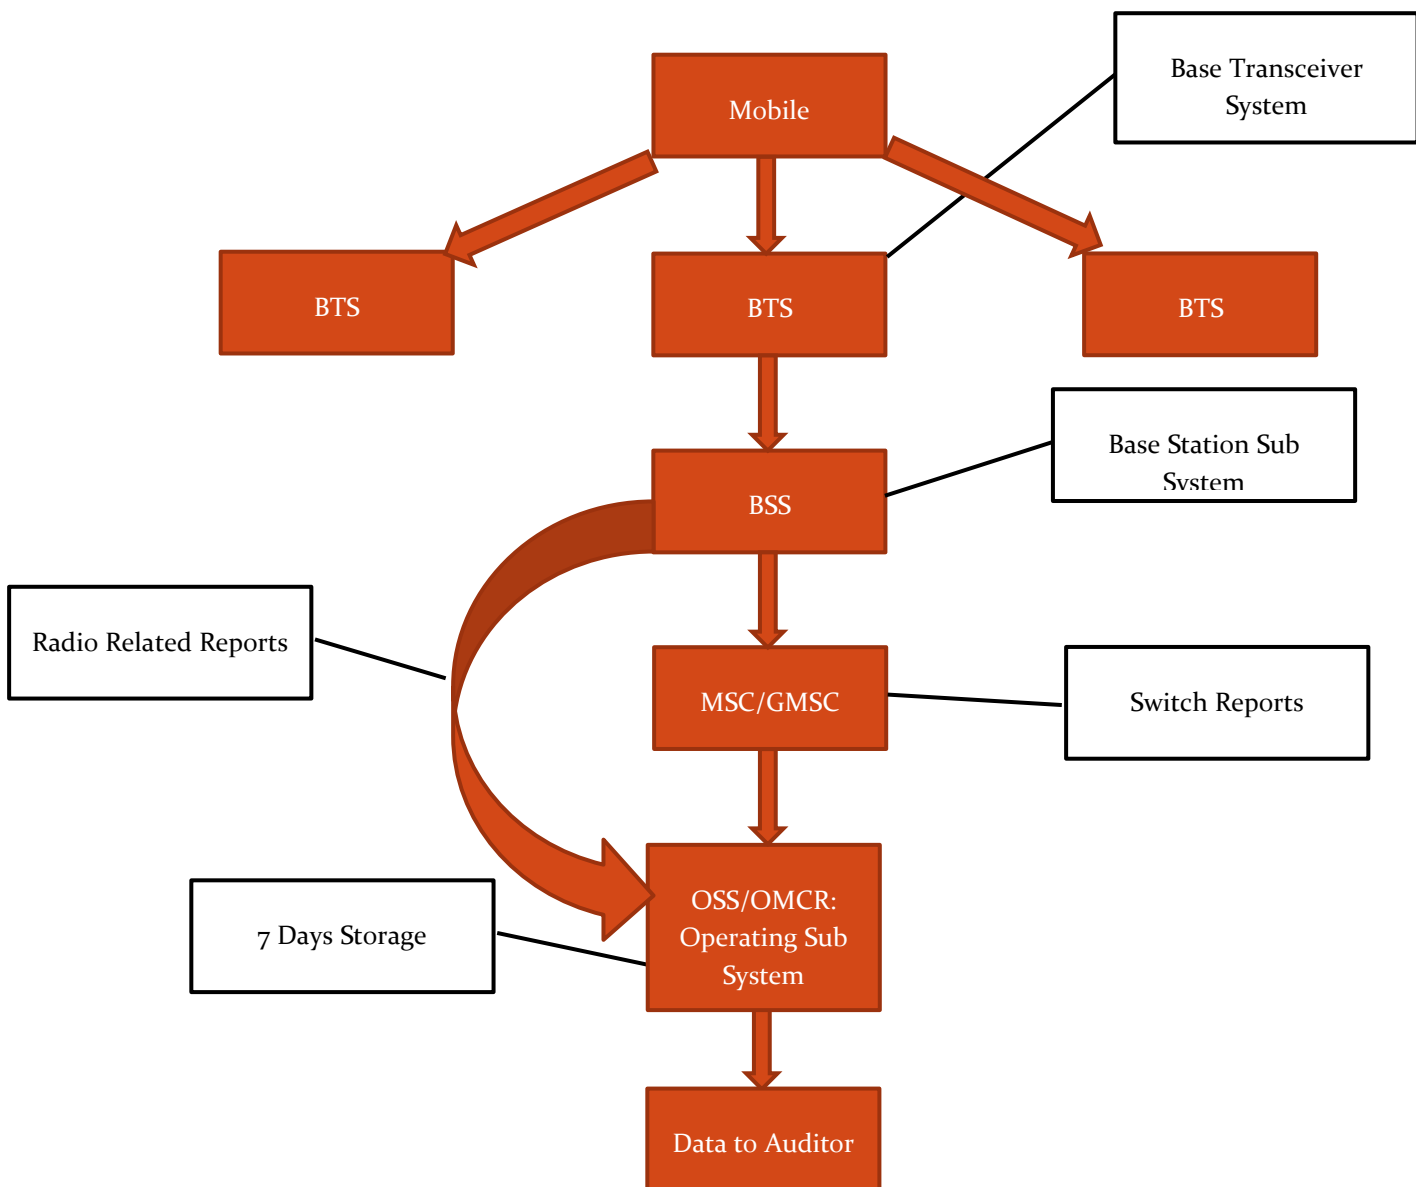 Base Transceiver
System
Mobile
BTS
BTS
BTS
Base Station Sub
System
BSS
Radio Related Reports
MSC/GMSC
Switch Reports
OSS/OMCR:
Operating Sub
System
7 Days Storage
Data to Auditor